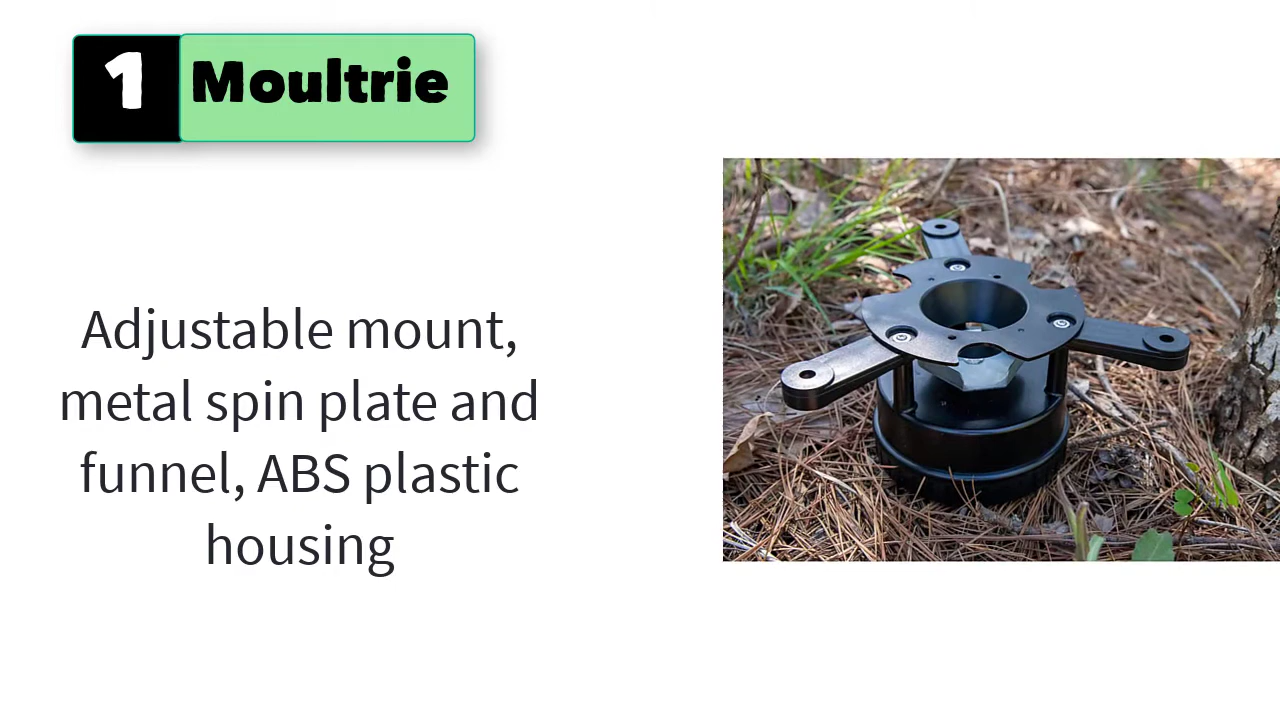 1 Moultrie
Adjustable mount,
metal spin plate and
funnel, ABS plastic
housing